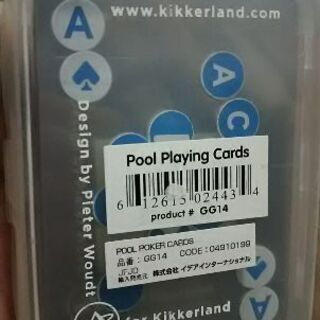 www.kikkerland.com
A
A
C
Design by Pieter Woudt
Pool Playing Cards
6 12615 02443 4
product # GG14
POOL POKER CARDS
品番：GG14 CODE：04910199
JFJD
輸入発売元 株式会社 イデアインターナショナル
for Kikkerland
A